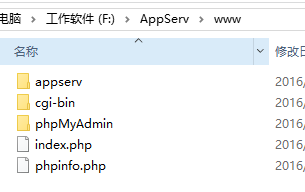 电脑 > 工作软件 (F:) > AppServ > www
名称 修改日
appserv 2016/
cgi-bin 2016/
phpMyAdmin 2016/
index.php 2016/
phpinfo.php 2016/